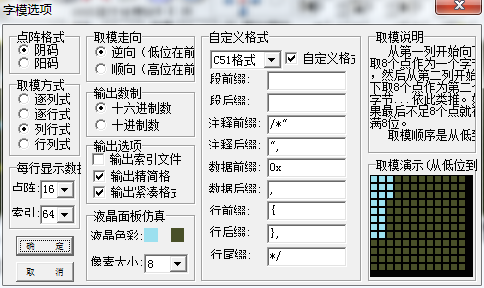 字模选项
点阵格式
阴码
阳码
取模方式
逐列式
逐行式
列行式
行列式
每行显示数据
点阵: 16
索引: 64
确 定
取 消
取模走向
逆向(低位在前
顺向(高位在前
输出数制
十六进制数
十进制数
输出选项
输出索引文件
输出精简格
输出紧凑格式
液晶面板仿真
液晶色彩:
像素大小: 8
自定义格式
C51格式
自定义格式
段前缀:
段后缀:
注释前缀: /*"
注释后缀: ",
数据前缀: 0x
数据后缀: ,
行前缀: {
行后缀: },
行尾缀: */
取模说明
从第一列开始向下
取8个点作为一个字
,然后从第二列开始
下取8个点作为第二个
字节...依此类推。如
果最后不足8个点就
满8位。
取模顺序是从低到
取模演示(从低位到